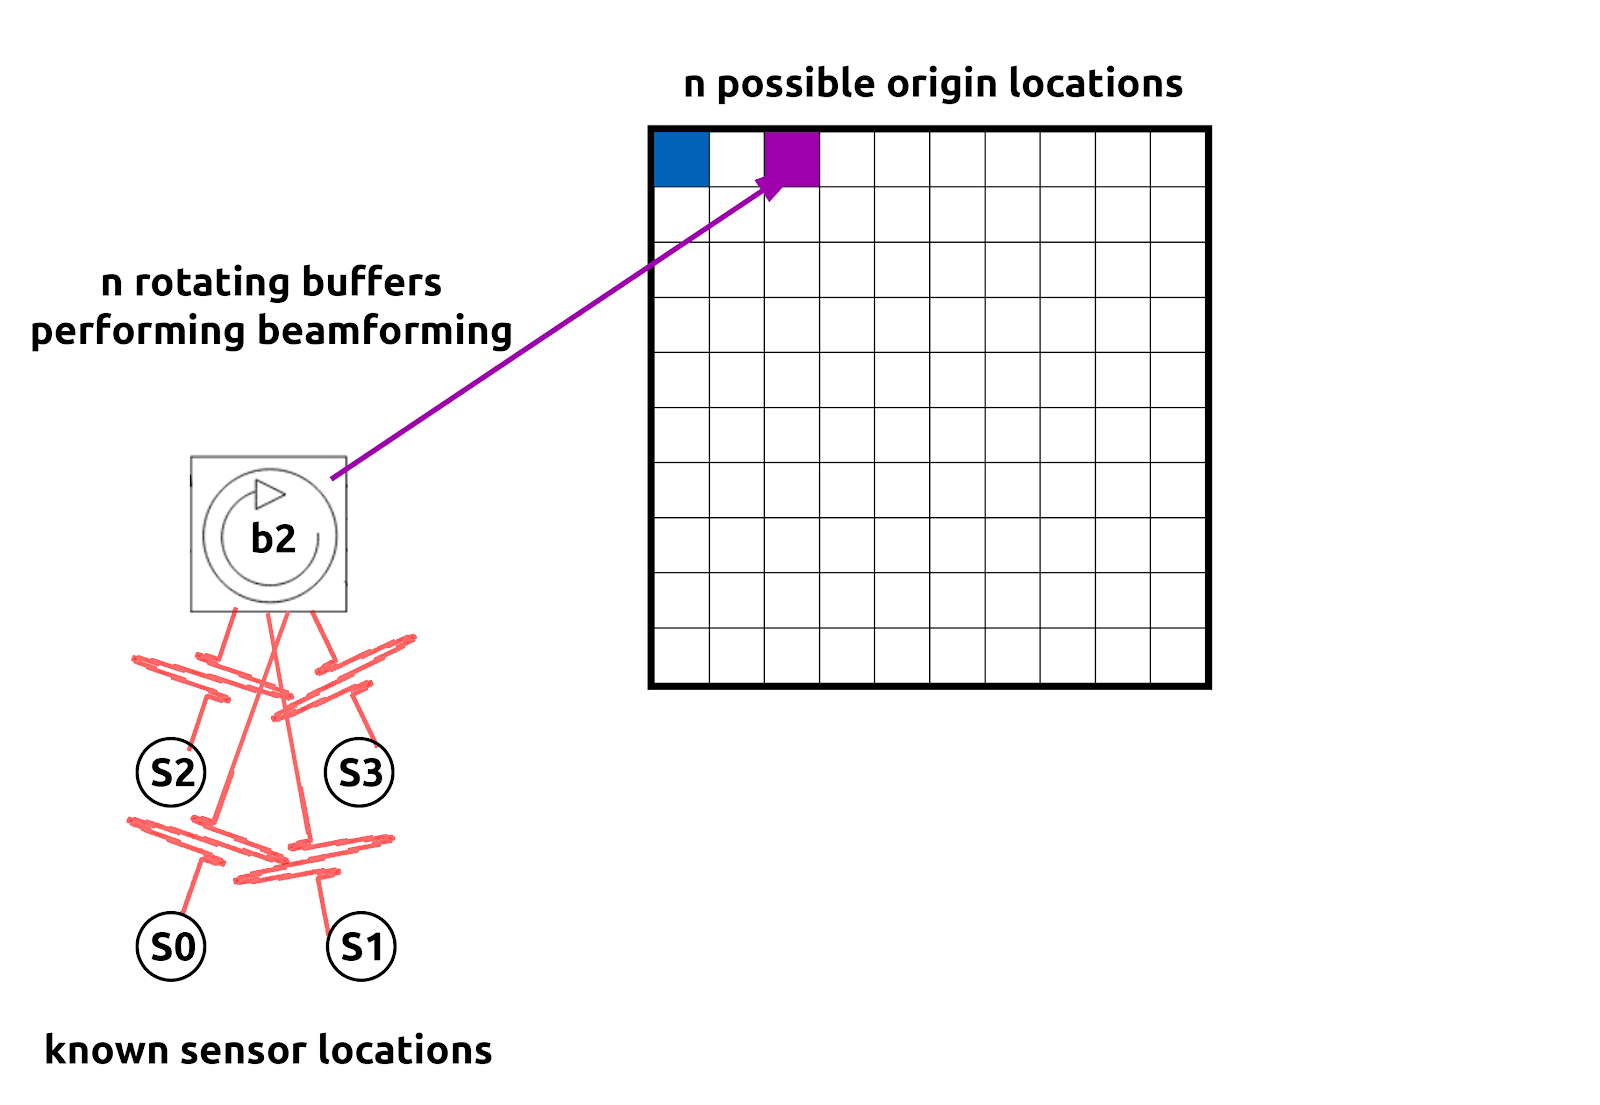 n possible origin locations
n rotating buffers
performing beamforming
b2
S2
S3
S0
S1
known sensor locations